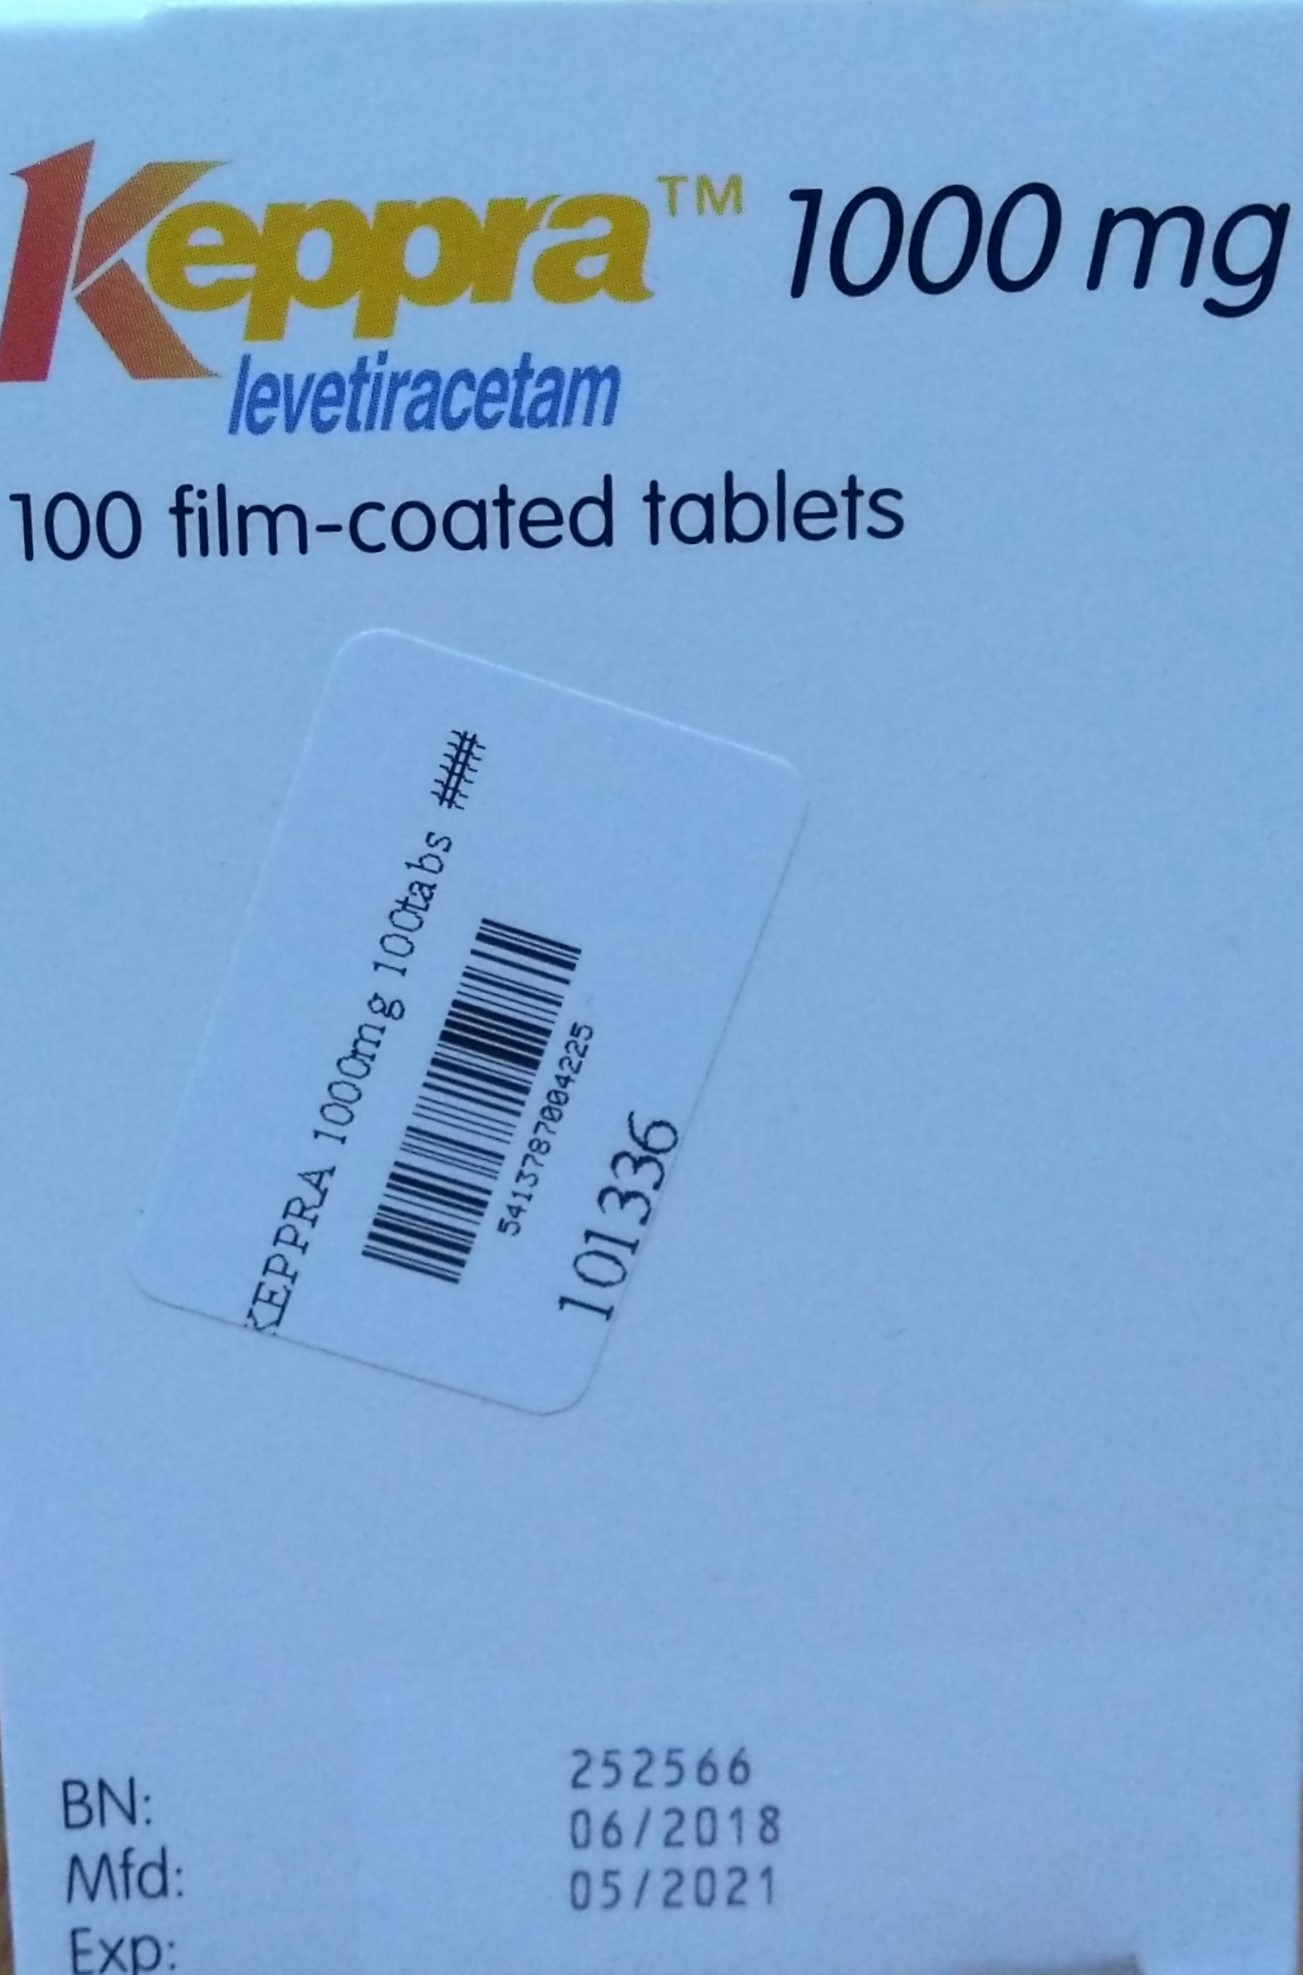 Keppra™ 1000 mg
levetiracetam
100 film-coated tablets
KEPPRA 1000mg 100tabs ####
5413787004225
101336
BN: 252566
Mfd: 06/2018
Exp: 05/2021